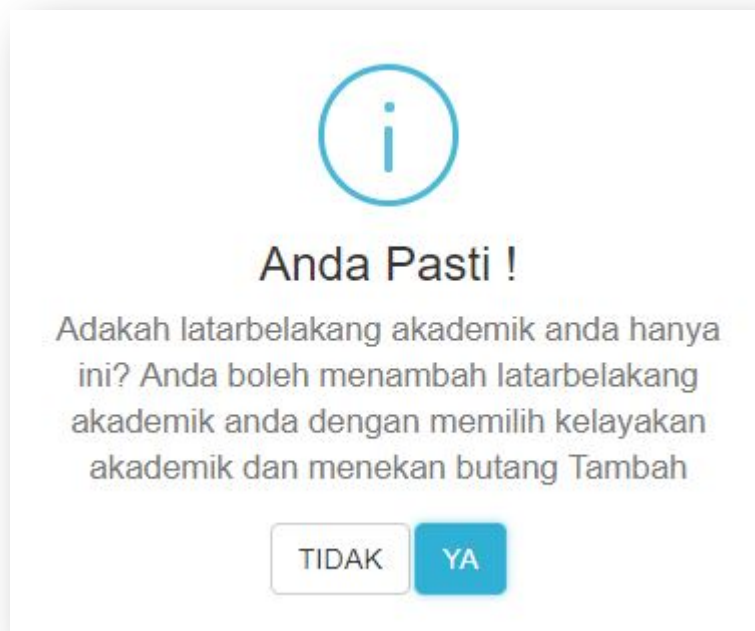 Anda Pasti !
Adakah latarbelakang akademik anda hanya
ini? Anda boleh menambah latarbelakang
akademik anda dengan memilih kelayakan
akademik dan menekan butang Tambah
TIDAK YA